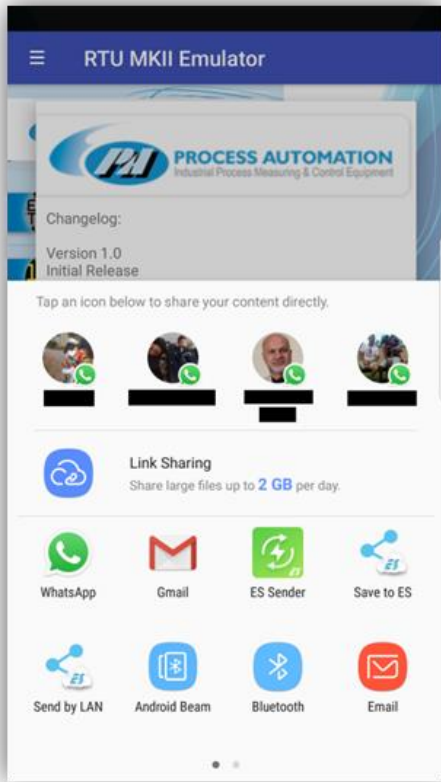 RTU MKII Emulator
PAI
PROCESS AUTOMATION
Industrial Process Measuring & Control Equipment
Changelog:
Version 1.0
Initial Release
Tap an icon below to share your content directly.
Link Sharing
Share large files up to 2 GB per day.
WhatsApp
Gmail
ES Sender
Save to ES
Send by LAN
Android Beam
Bluetooth
Email